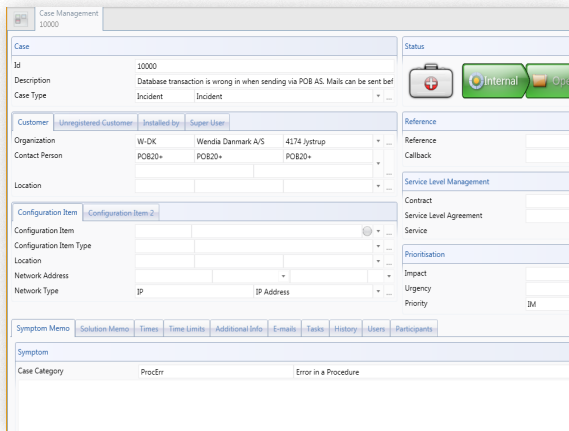 Case Management
10000
Case
Id 10000
Description Database transaction is wrong in when sending via POB AS. Mails can be sent bef
Case Type Incident Incident
Status
Internal Ope
Customer Unregistered Customer Installed by Super User
Organization W-DK Wendia Danmark A/S 4174 Jystrup
Contact Person POB20+ POB20+ POB20+
Location
Reference
Reference
Callback
Service Level Management
Contract
Service Level Agreement
Service
Configuration Item Configuration Item 2
Configuration Item
Configuration Item Type
Location
Network Address
Network Type IP IP Address
Prioritisation
Impact
Urgency
Priority IM
Symptom Memo Solution Memo Times Time Limits Additional Info E-mails Tasks History Users Participants
Symptom
Case Category ProcErr Error in a Procedure